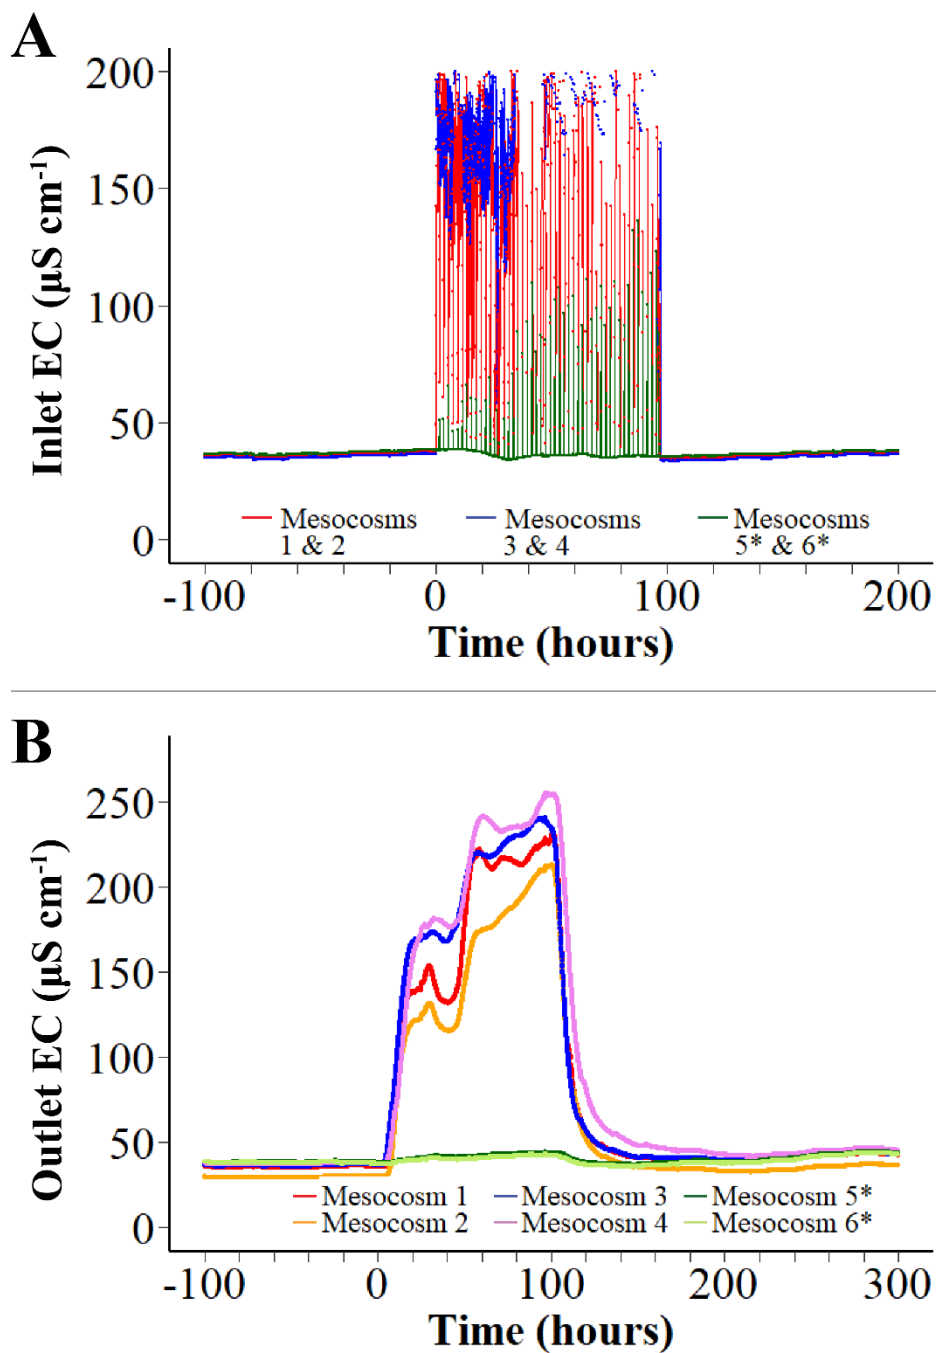 A
Inlet EC (µS cm⁻¹)
200
150
100
50
0
Mesocosms 1 & 2
Mesocosms 3 & 4
Mesocosms 5* & 6*
-100 0 100 200
Time (hours)
B
Outlet EC (µS cm⁻¹)
250
200
150
100
50
0
Mesocosm 1 Mesocosm 3 Mesocosm 5*
Mesocosm 2 Mesocosm 4 Mesocosm 6*
-100 0 100 200 300
Time (hours)